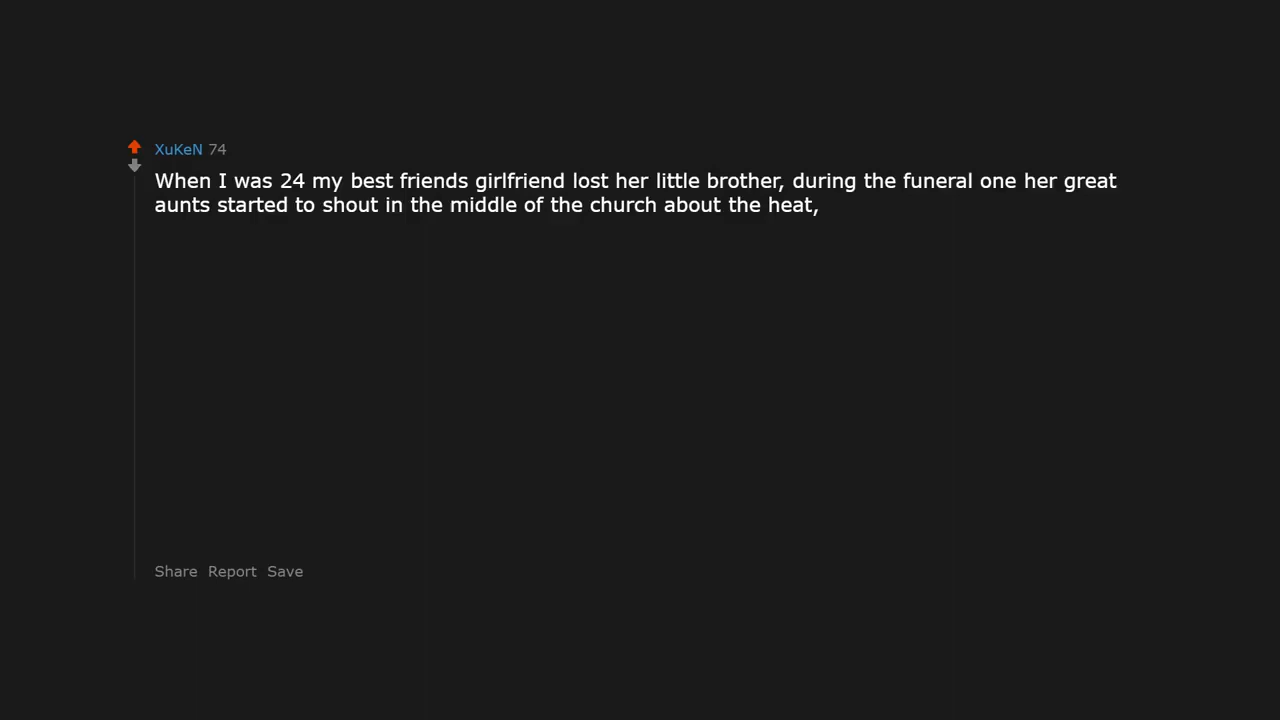 XuKeN 74
When I was 24 my best friends girlfriend lost her little brother, during the funeral one her great
aunts started to shout in the middle of the church about the heat,
Share Report Save